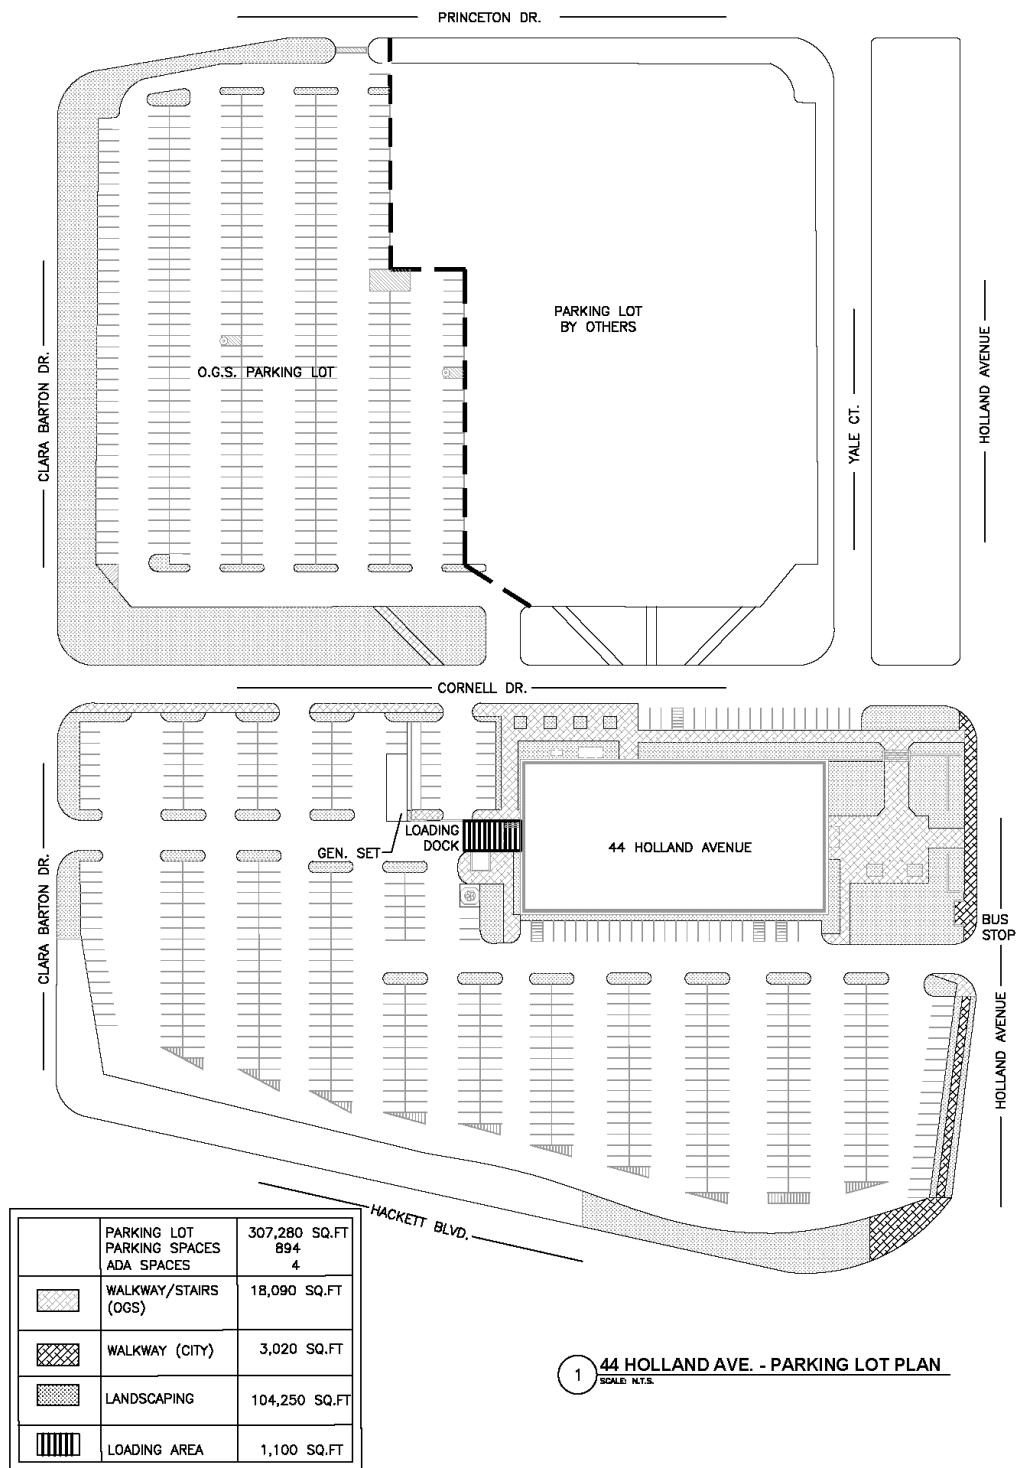 PRINCETON DR.
PARKING LOT
BY OTHERS
O.G.S. PARKING LOT
CLARA BARTON DR.
YALE CT.
HOLLAND AVENUE
CORNELL DR.
LOADING
DOCK
GEN. SET
44 HOLLAND AVENUE
CLARA BARTON DR.
BUS
STOP
HOLLAND AVENUE
HACKETT BLVD.
PARKING LOT 307,280 SQ.FT
PARKING SPACES 894
ADA SPACES 4
WALKWAY/STAIRS 18,090 SQ.FT
(OGS)
WALKWAY (CITY) 3,020 SQ.FT
LANDSCAPING 104,250 SQ.FT
LOADING AREA 1,100 SQ.FT
1 44 HOLLAND AVE. - PARKING LOT PLAN
SCALE: N.T.S.